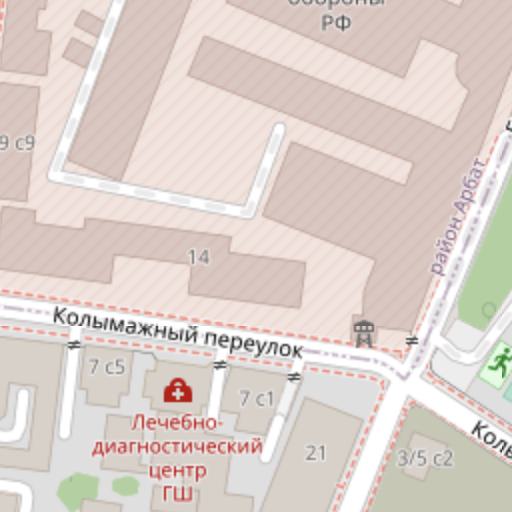 обороны
РФ
9 с9
район Арбат
14
Колымажный переулок
7 с5
7 с1
Лечебно-
диагностический
центр
ГШ
21
3/5 с2
Колы